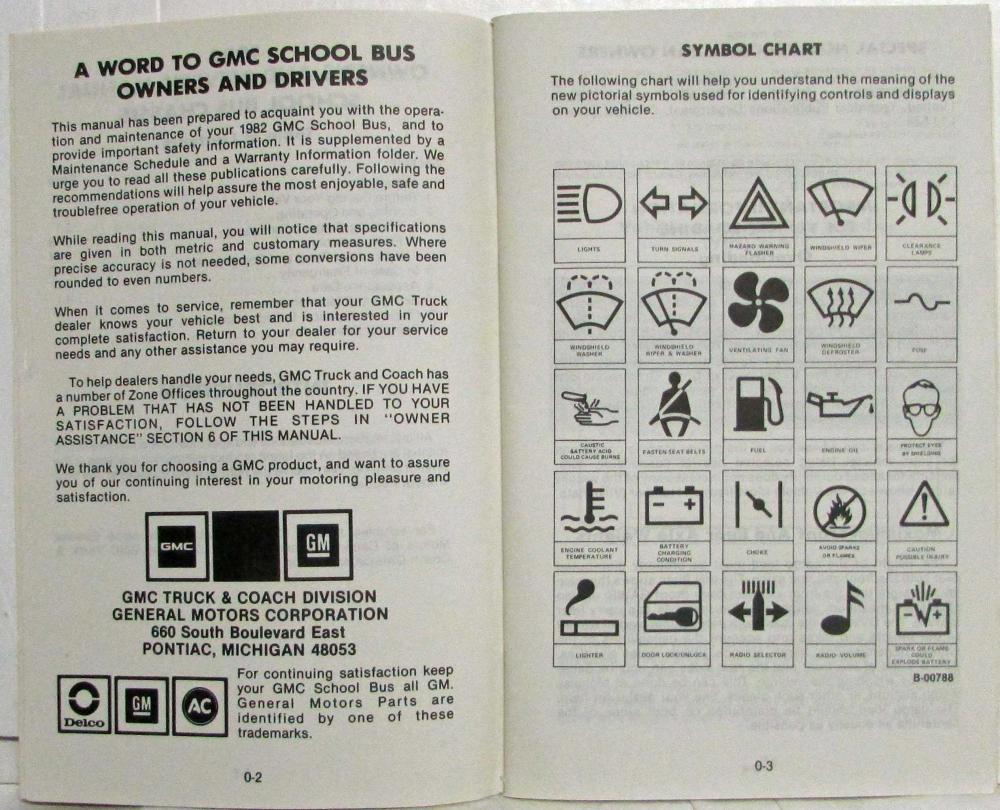 A WORD TO GMC SCHOOL BUS
OWNERS AND DRIVERS
This manual has been prepared to acquaint you with the opera-
tion and maintenance of your 1982 GMC School Bus, and to
provide important safety information. It is supplemented by a
Maintenance Schedule and a Warranty Information folder. We
urge you to read all these publications carefully. Following the
recommendations will help assure the most enjoyable, safe and
troublefree operation of your vehicle.
While reading this manual, you will notice that specifications
are given in both metric and customary measures. Where
precise accuracy is not needed, some conversions have been
rounded to even numbers.
When it comes to service, remember that your GMC Truck
dealer knows your vehicle best and is interested in your
complete satisfaction. Return to your dealer for your service
needs and any other assistance you may require.
To help dealers handle your needs, GMC Truck and Coach has
a number of Zone Offices throughout the country. IF YOU HAVE
A PROBLEM THAT HAS NOT BEEN HANDLED TO YOUR
SATISFACTION, FOLLOW THE STEPS IN "OWNER
ASSISTANCE" SECTION 6 OF THIS MANUAL.
We thank you for choosing a GMC product, and want to assure
you of our continuing interest in your motoring pleasure and
satisfaction.
GMC GM
GMC TRUCK & COACH DIVISION
GENERAL MOTORS CORPORATION
660 South Boulevard East
PONTIAC, MICHIGAN 48053
Delco GM AC
For continuing satisfaction keep
your GMC School Bus all GM.
General Motors Parts are
identified by one of these
trademarks.
0-2
SYMBOL CHART
The following chart will help you understand the meaning of the
new pictorial symbols used for identifying controls and displays
on your vehicle.
LIGHTS
TURN SIGNALS
HAZARD WARNING
FLASHER
WINDSHIELD WIPER
CLEARANCE
LAMPS
WINDSHIELD
WASHER
WINDSHIELD
WIPER & WASHER
VENTILATING FAN
WINDSHIELD
DEFROSTER
FUSE
CAUSTIC
BATTERY ACID
COULD CAUSE BURNS
FASTEN SEAT BELTS
FUEL
ENGINE OIL
PROTECT EYES
BY SHIELDING
ENGINE COOLANT
TEMPERATURE
BATTERY
CHARGING
CONDITION
CHOKE
AVOID SPARKS
OR FLAMES
CAUTION
POSSIBLE INJURY
LIGHTER
DOOR LOCK/UNLOCK
RADIO SELECTOR
RADIO VOLUME
SPARK OR FLAME
COULD
EXPLODE BATTERY
B-00788
0-3